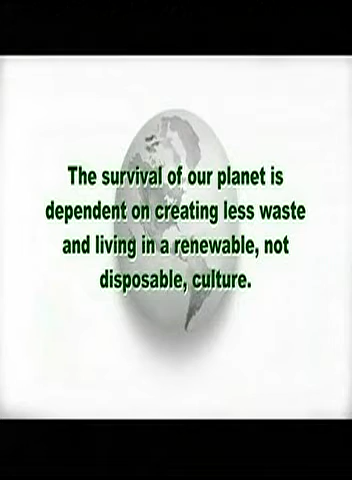 The survival of our planet is
dependent on creating less waste
and living in a renewable, not
disposable, culture.